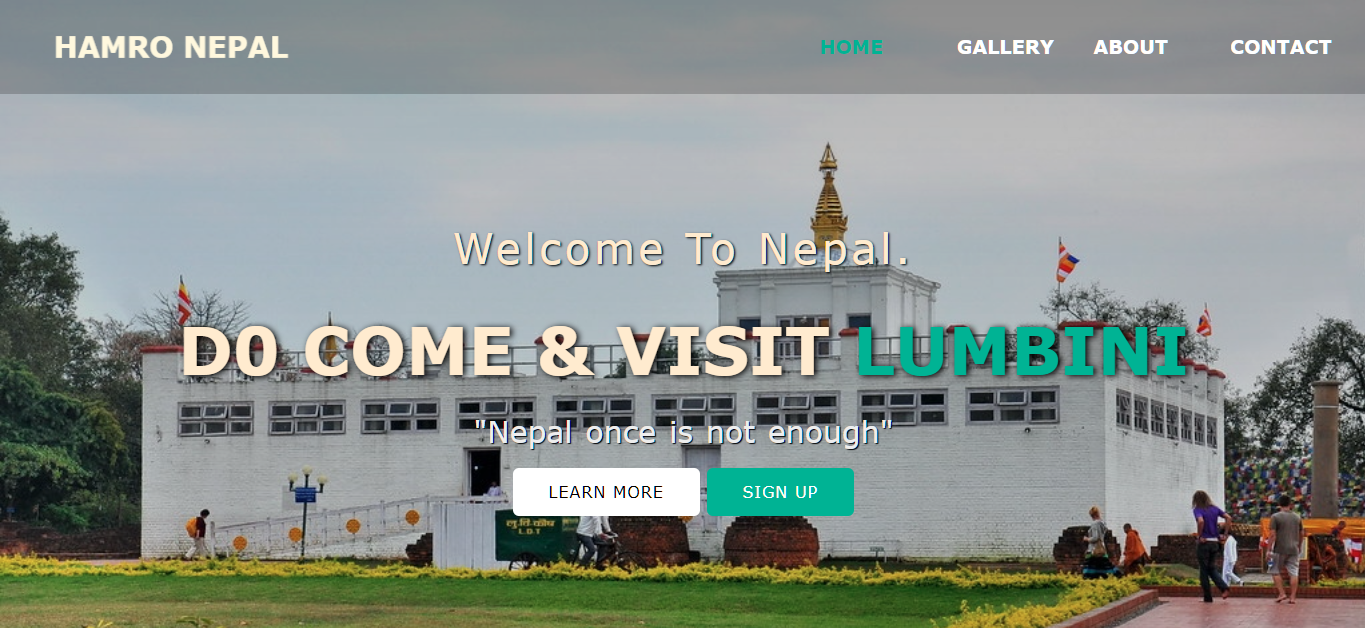 HAMRO NEPAL
HOME GALLERY ABOUT CONTACT
Welcome To Nepal.
D0 COME & VISIT LUMBINI
"Nepal once is not enough"
LEARN MORE SIGN UP
लु.वि.कोष
L.D.T